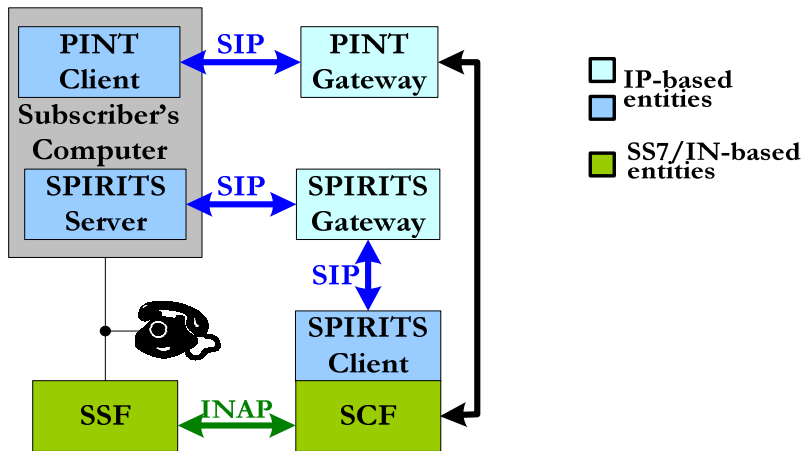 PINT
Client
SIP
PINT
Gateway
Subscriber's
Computer
SPIRITS
Server
SIP
SPIRITS
Gateway
SIP
SPIRITS
Client
SSF
INAP
SCF
IP-based
entities
SS7/IN-based
entities